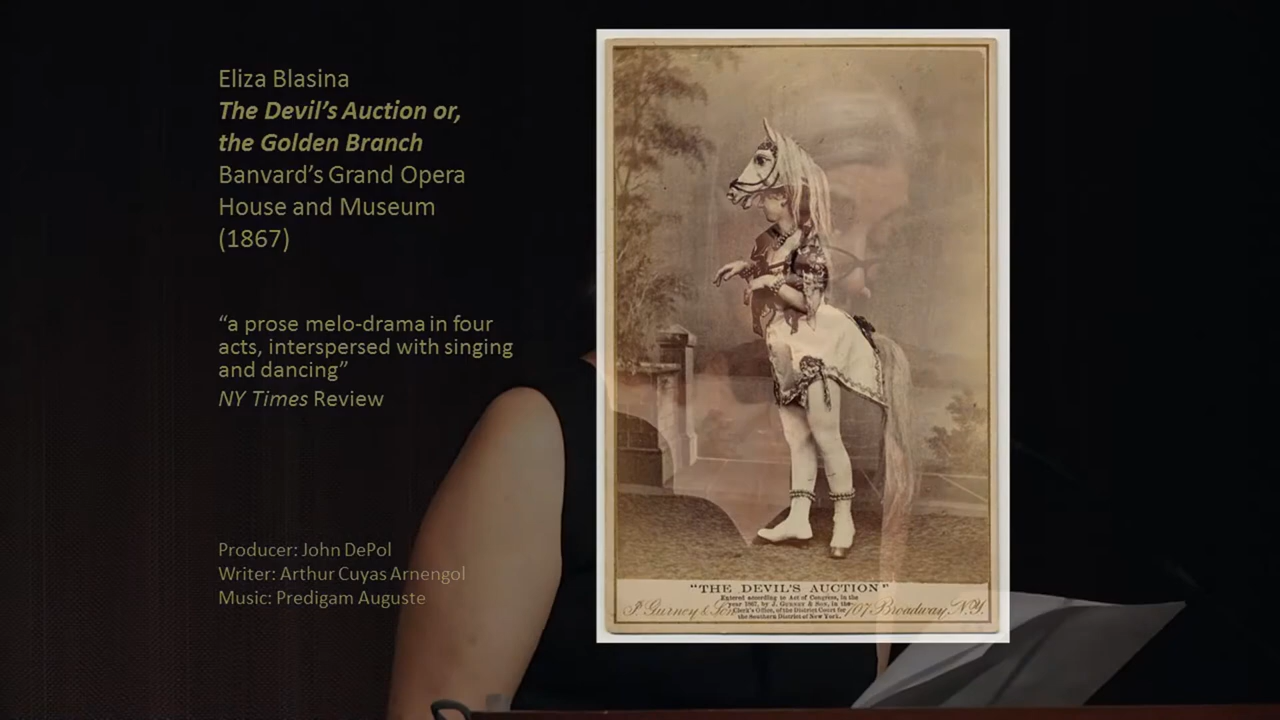 Eliza Blasina
The Devil's Auction or,
the Golden Branch
Banvard's Grand Opera
House and Museum
(1867)
“a prose melo-drama in four
acts, interspersed with singing
and dancing”
NY Times Review
Producer: John DePol
Writer: Arthur Cuyas Arnengol
Music: Predigam Auguste
“THE DEVIL'S AUCTION”
Entered according to Act of Congress, in the
year 1867, by J. GURNEY & SON, in the
Clerk's Office, of the District Court for
the Southern District of New York.
J. Gurney & Son
707 Broadway, N.Y.